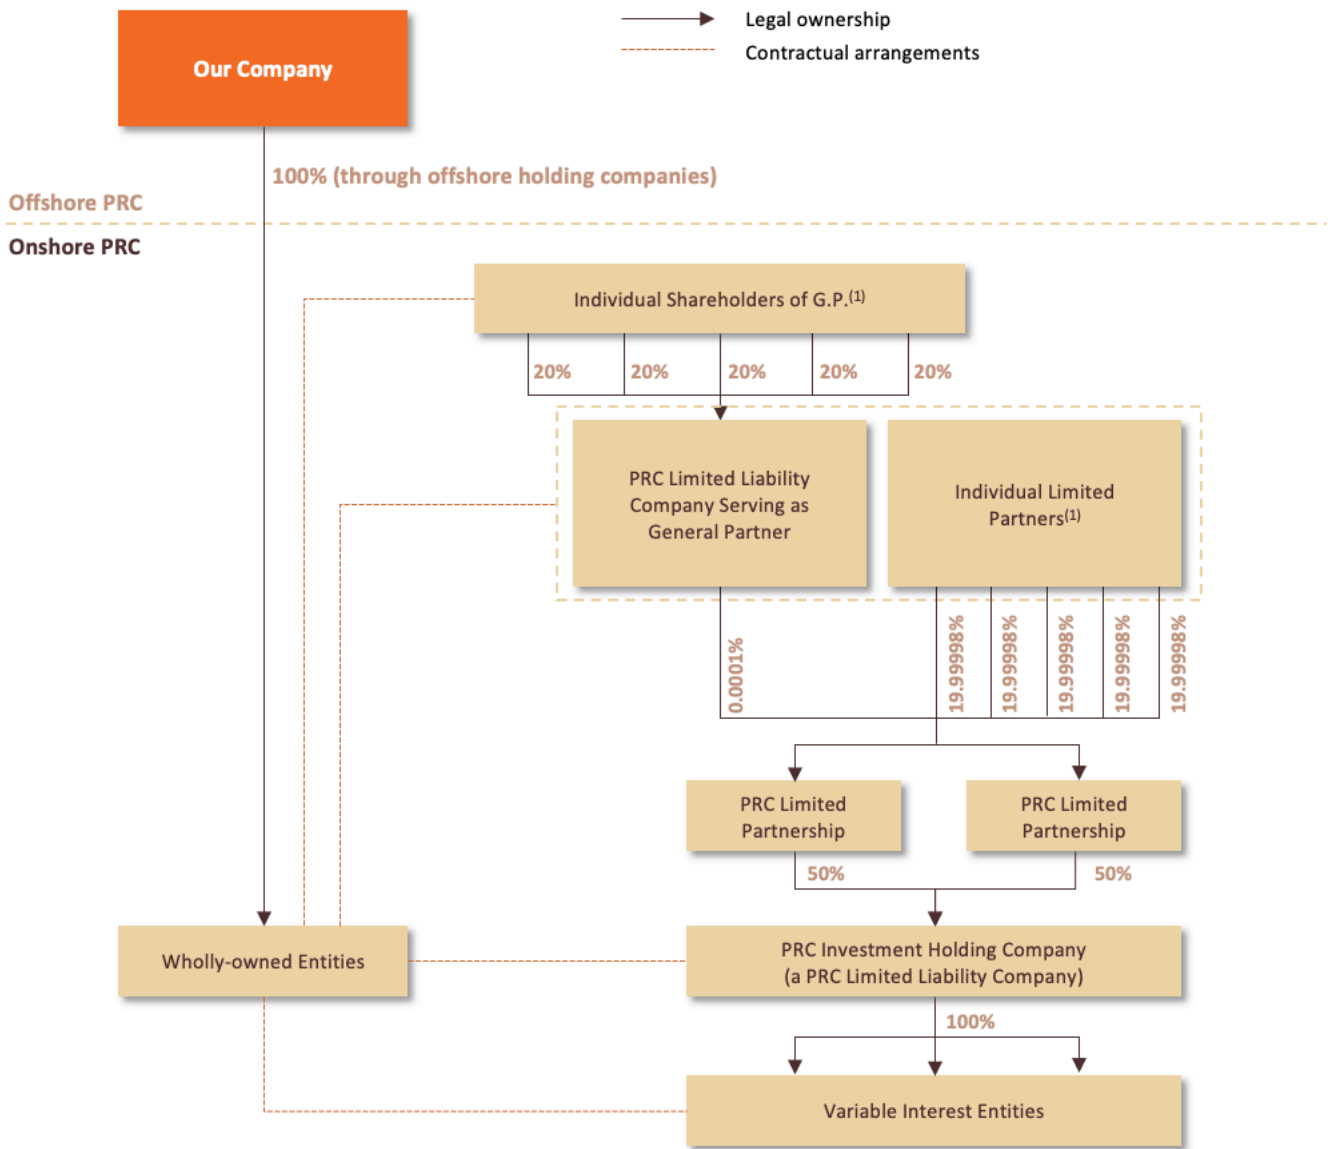 Legal ownership
Contractual arrangements
Our Company
100% (through offshore holding companies)
Offshore PRC
Onshore PRC
Individual Shareholders of G.P.(1)
20%
20%
20%
20%
20%
PRC Limited Liability
Company Serving as
General Partner
Individual Limited
Partners(1)
0.0001%
19.99998%
19.99998%
19.99998%
19.99998%
19.99998%
PRC Limited
Partnership
PRC Limited
Partnership
50%
50%
Wholly-owned Entities
PRC Investment Holding Company
(a PRC Limited Liability Company)
100%
Variable Interest Entities